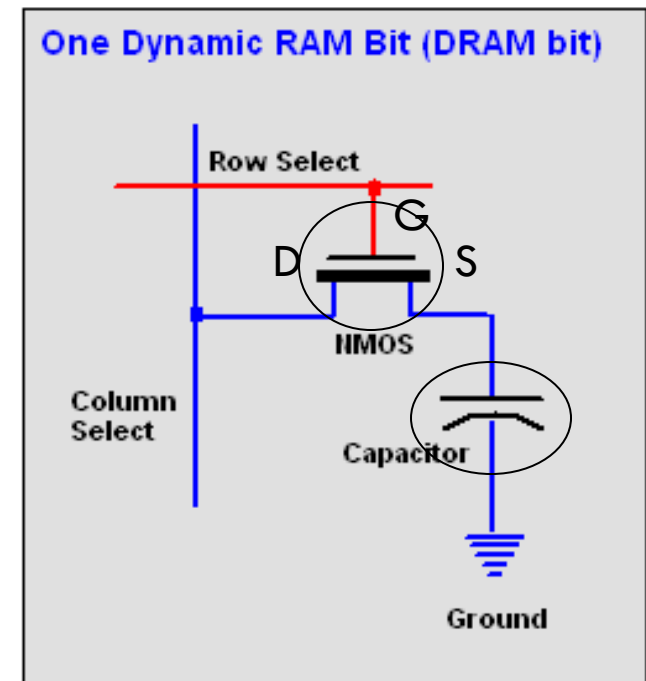 One Dynamic RAM Bit (DRAM bit)
Row Select
G
D
S
NMOS
Column
Select
Capacitor
Ground